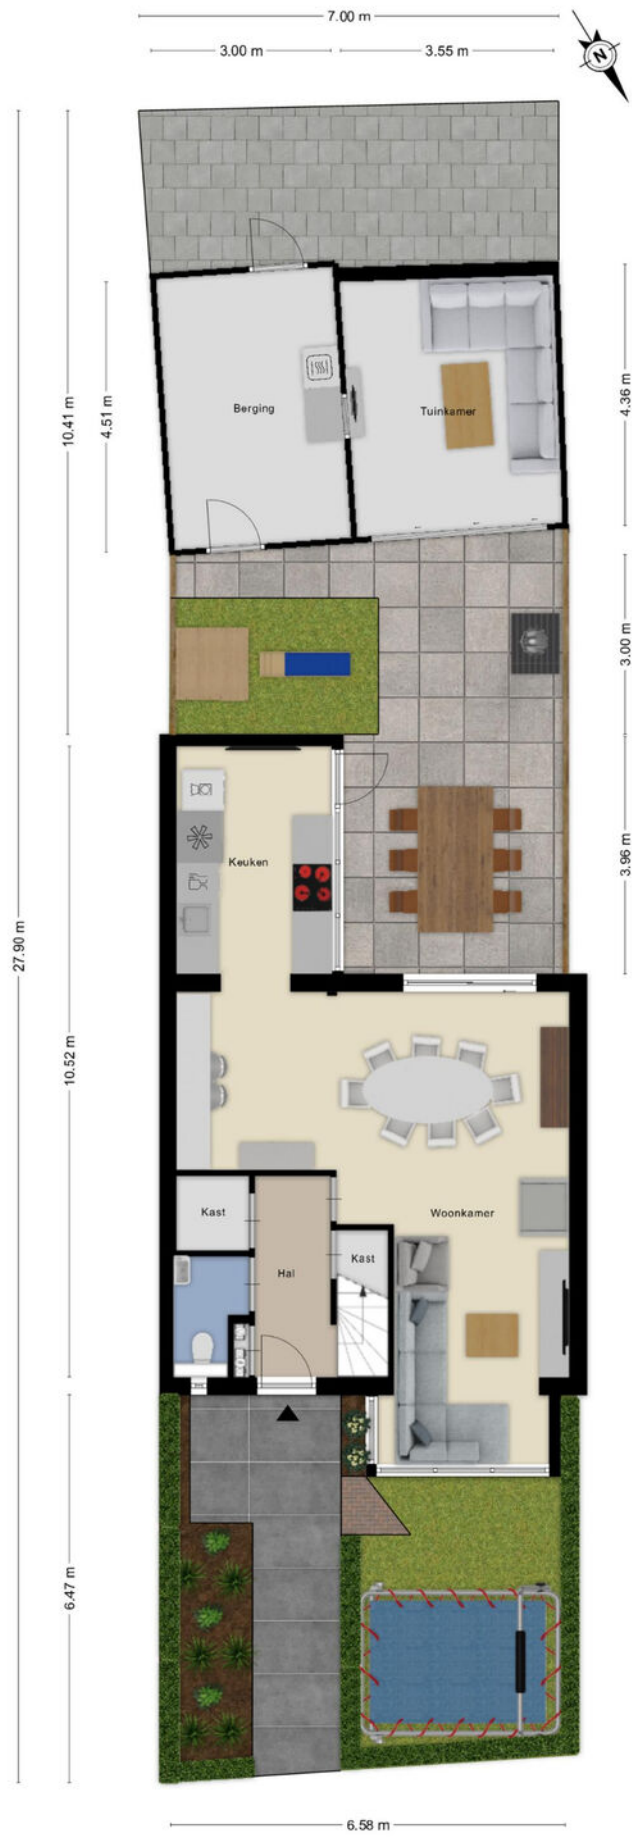 7.00 m
3.00 m
3.55 m
N
10.41 m
4.51 m
4.36 m
Berging
Tuinkamer
3.00 m
Keuken
3.96 m
27.90 m
10.52 m
Kast
Woonkamer
Kast
Hal
6.47 m
6.58 m